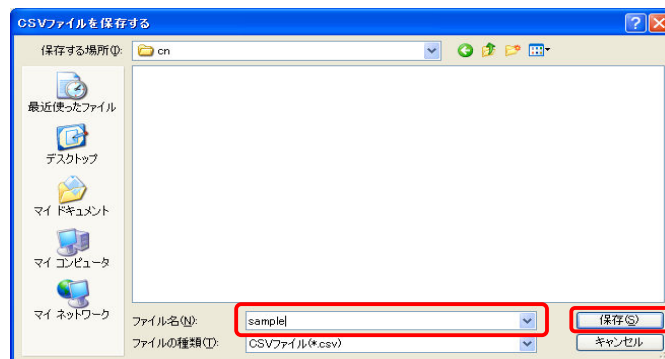 CSVファイルを保存する
保存する場所(I):
cn
最近使ったファイル
デスクトップ
マイ ドキュメント
マイ コンピュータ
マイ ネットワーク
ファイル名(N):
sample
保存(S)
ファイルの種類(T):
CSVファイル(*.csv)
キャンセル